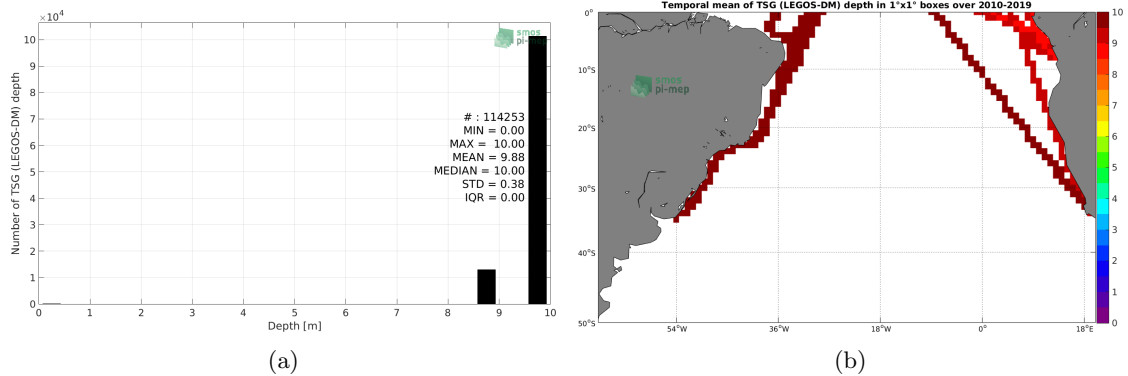 ×10⁴
10
9
8
7
6
5
4
3
2
1
0
Number of TSG (LEGOS-DM) depth
smos
pi-mep
# : 114253
MIN = 0.00
MAX = 10.00
MEAN = 9.88
MEDIAN = 10.00
STD = 0.38
IQR = 0.00
0 1 2 3 4 5 6 7 8 9 10
Depth [m]
(a)
Temporal mean of TSG (LEGOS-DM) depth in 1°x1° boxes over 2010-2019
0°
10°S
20°S
30°S
40°S
50°S
smos
pi-mep
54°W 36°W 18°W 0° 18°E
10
9
8
7
6
5
4
3
2
1
0
(b)